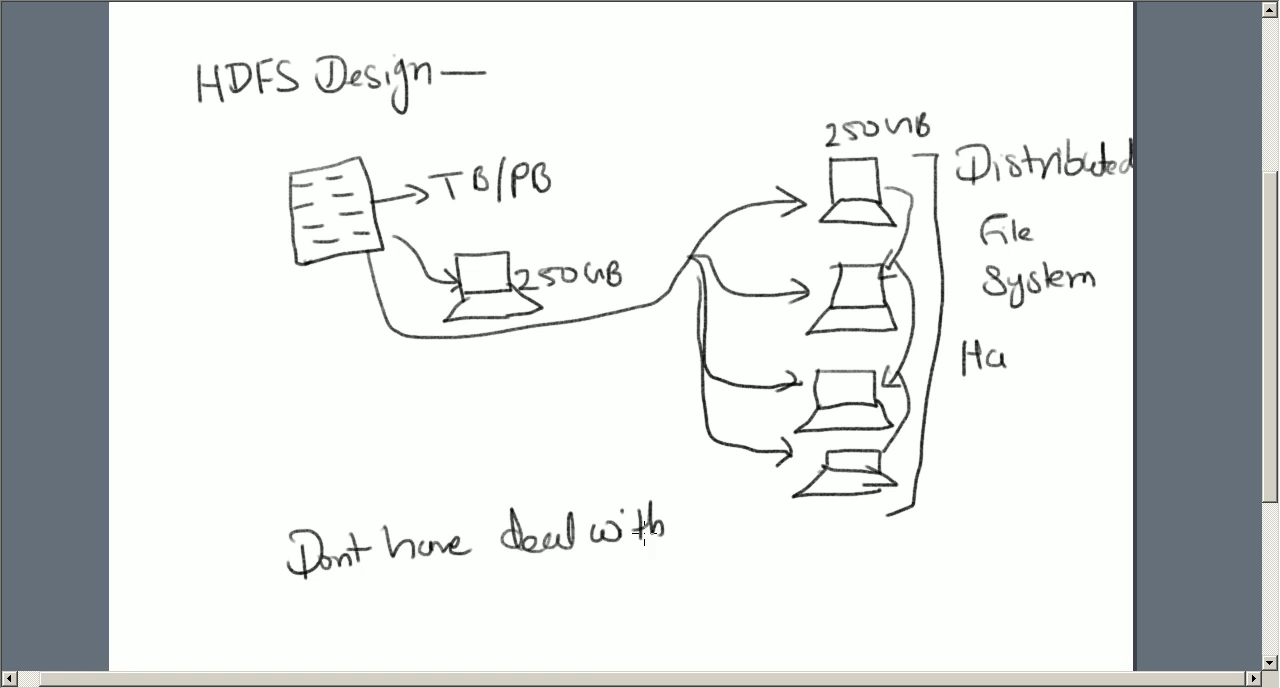 HDFS Design —
250GB
Distributed
TB/PB
File
250GB
System
Ha
Dont have deal with